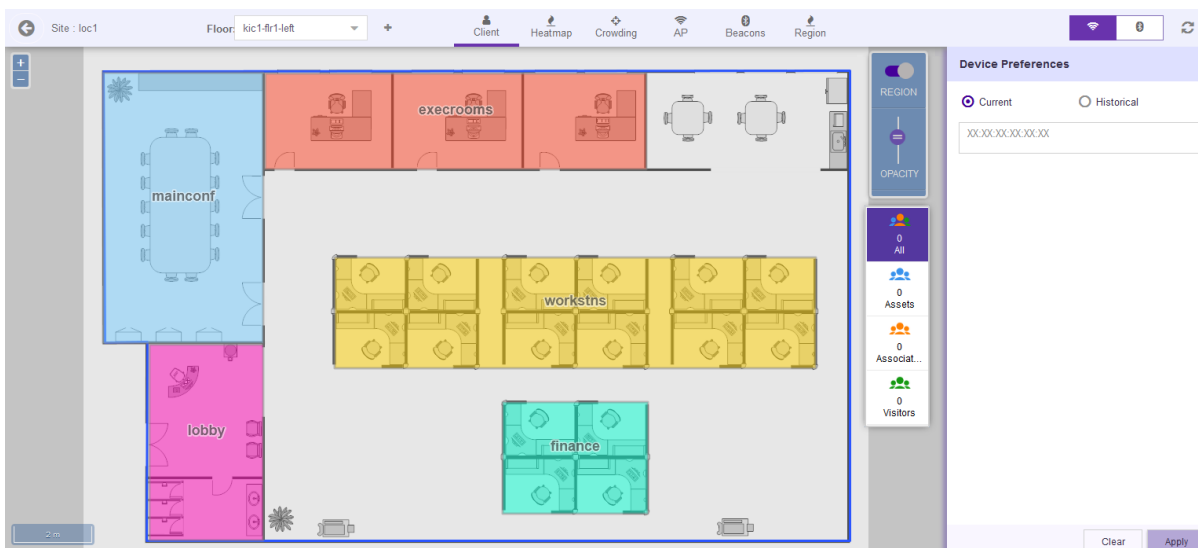 Site : loc1
Floor: kic1-flr1-left
Client
Heatmap
Crowding
AP
Beacons
Region
+
−
execrooms
mainconf
workstns
lobby
finance
2 m
REGION
OPACITY
0
All
0
Assets
0
Associat...
0
Visitors
Device Preferences
Current
Historical
XX:XX:XX:XX:XX:XX
Clear
Apply